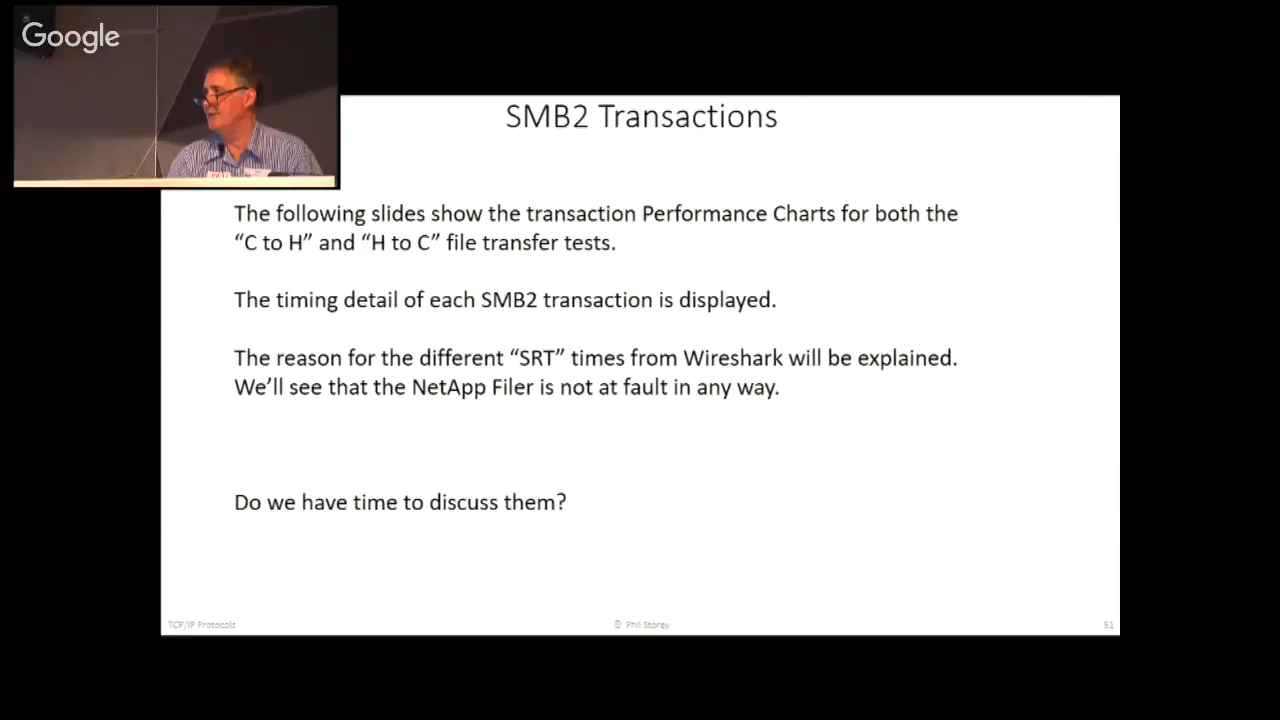 Google
SMB2 Transactions
The following slides show the transaction Performance Charts for both the
“C to H” and “H to C” file transfer tests.
The timing detail of each SMB2 transaction is displayed.
The reason for the different “SRT” times from Wireshark will be explained.
We’ll see that the NetApp Filer is not at fault in any way.
Do we have time to discuss them?
TCP/IP Protocols
© Phil Storey
51